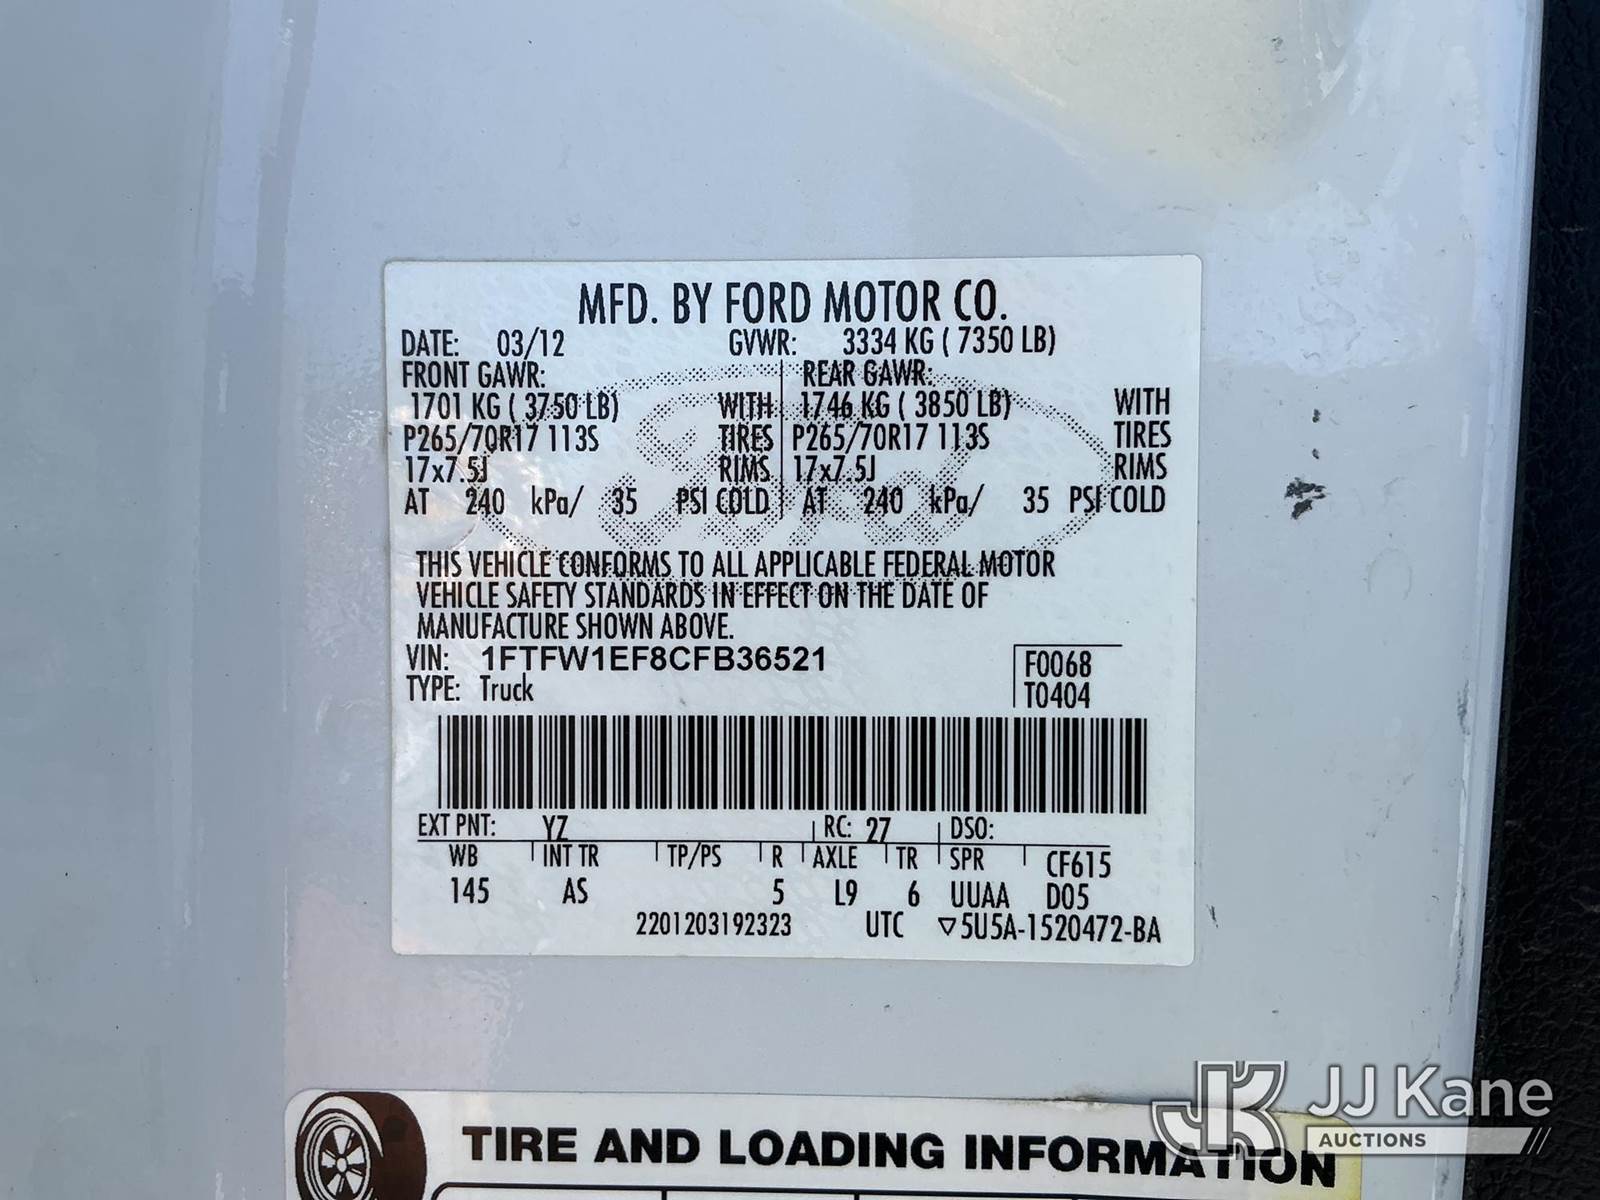 MFD. BY FORD MOTOR CO.
DATE: 03/12 GVWR: 3334 KG ( 7350 LB)
FRONT GAWR: REAR GAWR:
1701 KG ( 3750 LB) WITH 1746 KG ( 3850 LB) WITH
P265/70R17 113S TIRES P265/70R17 113S TIRES
17x7.5J RIMS 17x7.5J RIMS
AT 240 kPa/ 35 PSI COLD AT 240 kPa/ 35 PSI COLD
THIS VEHICLE CONFORMS TO ALL APPLICABLE FEDERAL MOTOR
VEHICLE SAFETY STANDARDS IN EFFECT ON THE DATE OF
MANUFACTURE SHOWN ABOVE.
VIN: 1FTFW1EF8CFB36521 F0068
TYPE: Truck T0404
EXT PNT: YZ RC: 27 DSO:
WB INT TR TP/PS R AXLE TR SPR CF615
145 AS 5 L9 6 UUAA D05
2201203192323 UTC ▽5U5A-1520472-BA
TIRE AND LOADING INFORMATION
JJ Kane
AUCTIONS